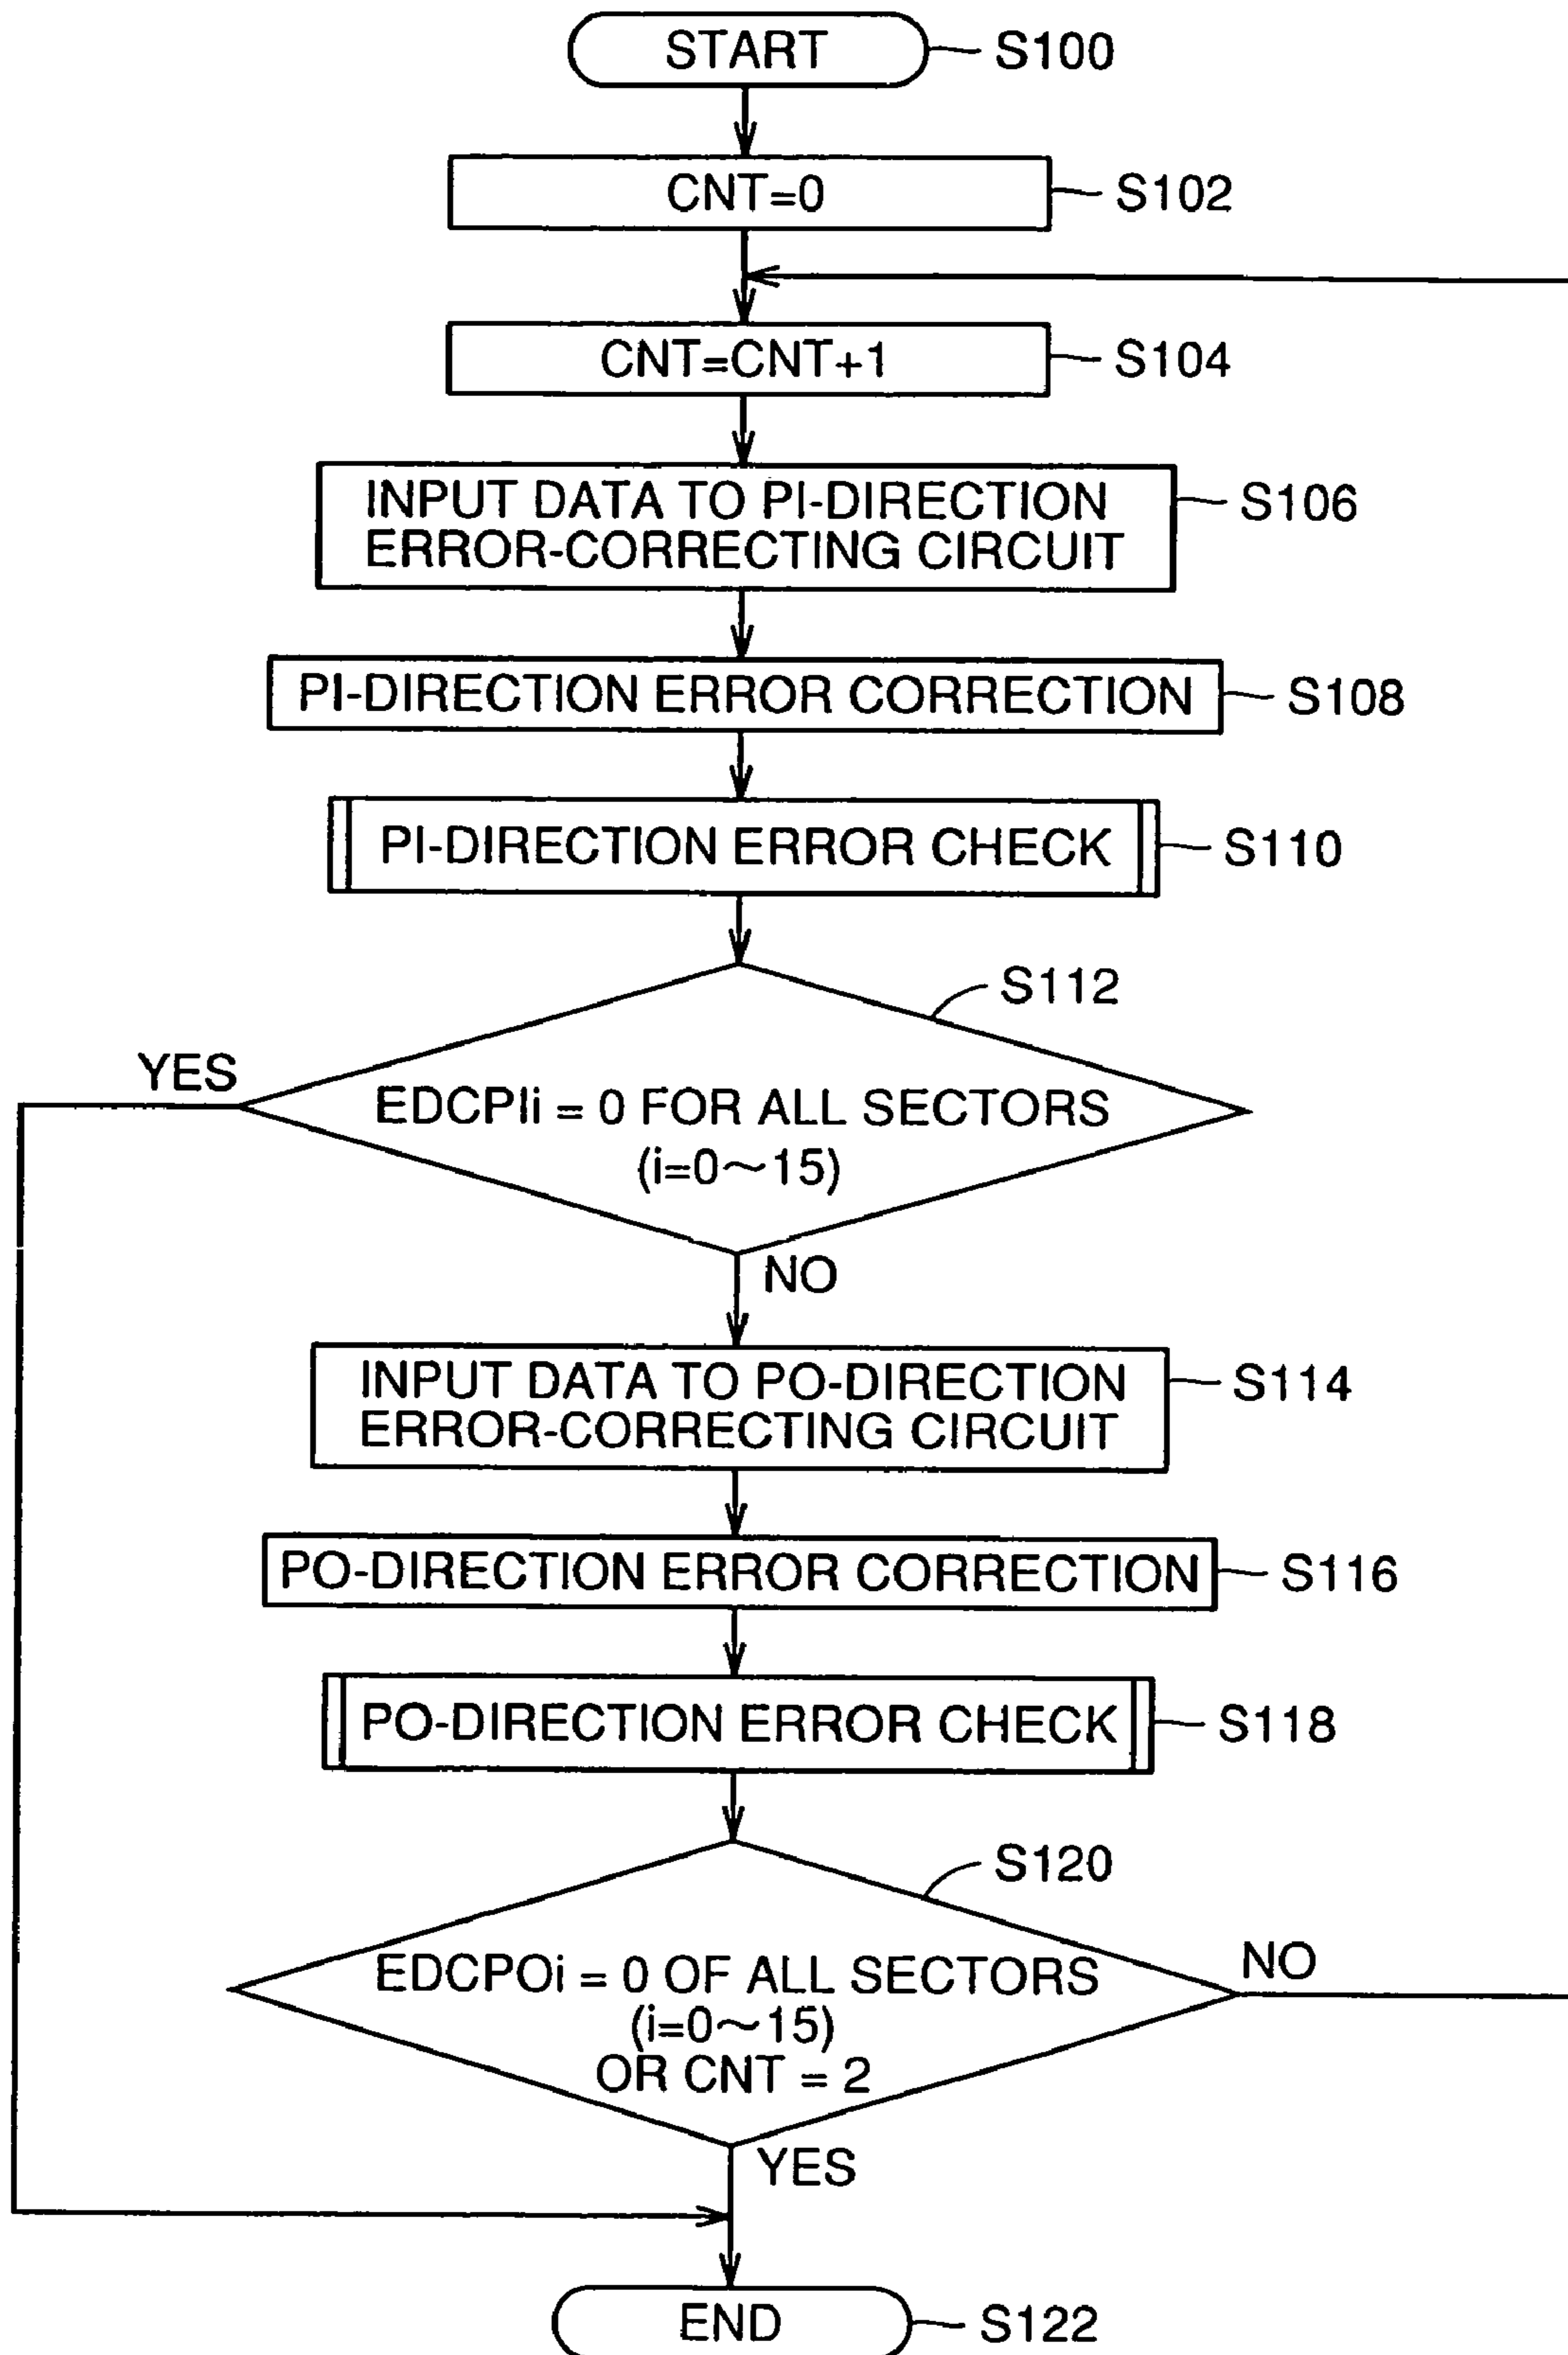 START
S100
CNT=0
S102
CNT=CNT+1
S104
INPUT DATA TO PI-DIRECTION
ERROR-CORRECTING CIRCUIT
S106
PI-DIRECTION ERROR CORRECTION
S108
PI-DIRECTION ERROR CHECK
S110
S112
YES
EDCPIi = 0 FOR ALL SECTORS
(i=0～15)
NO
INPUT DATA TO PO-DIRECTION
ERROR-CORRECTING CIRCUIT
S114
PO-DIRECTION ERROR CORRECTION
S116
PO-DIRECTION ERROR CHECK
S118
S120
EDCPOi = 0 OF ALL SECTORS
(i=0～15)
OR CNT = 2
NO
YES
END
S122